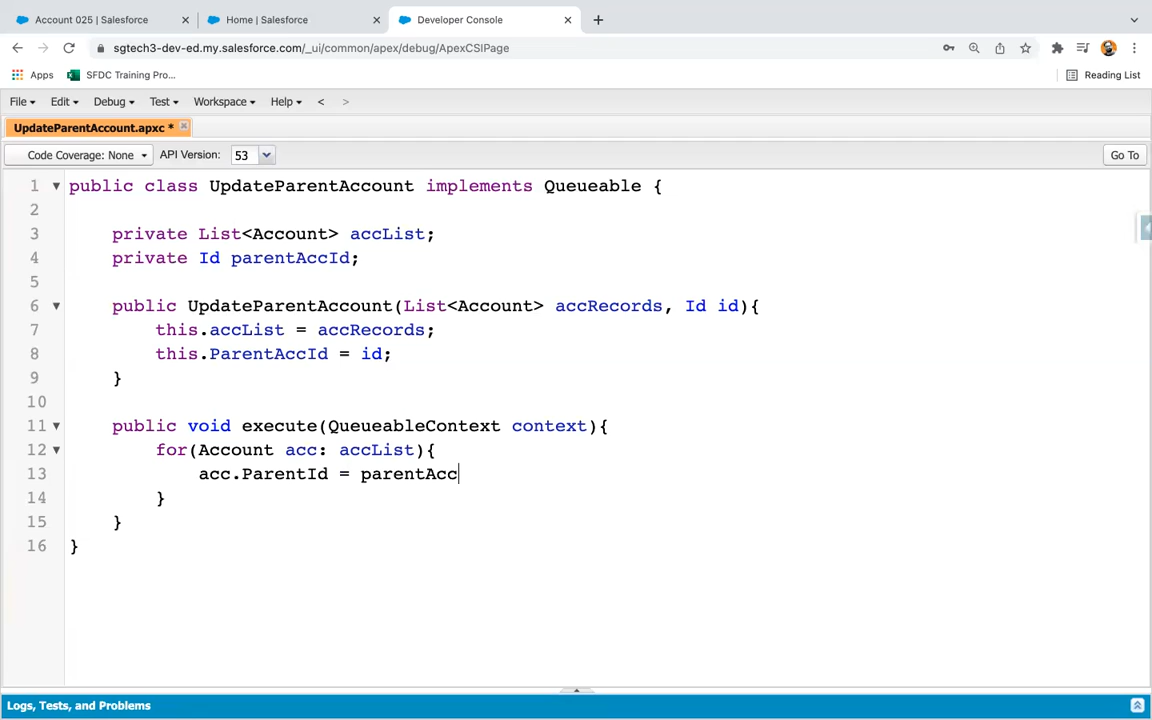 Account 025 | Salesforce
Home | Salesforce
Developer Console
sgtech3-dev-ed.my.salesforce.com/_ui/common/apex/debug/ApexCSIPage
Apps
SFDC Training Pro...
Reading List
File
Edit
Debug
Test
Workspace
Help
<
>
UpdateParentAccount.apxc *
Code Coverage: None
API Version:
53
Go To
1 public class UpdateParentAccount implements Queueable {
2
3 private List<Account> accList;
4 private Id parentAccId;
5
6 public UpdateParentAccount(List<Account> accRecords, Id id){
7 this.accList = accRecords;
8 this.ParentAccId = id;
9 }
10
11 public void execute(QueueableContext context){
12 for(Account acc: accList){
13 acc.ParentId = parentAcc
14 }
15 }
16 }
Logs, Tests, and Problems